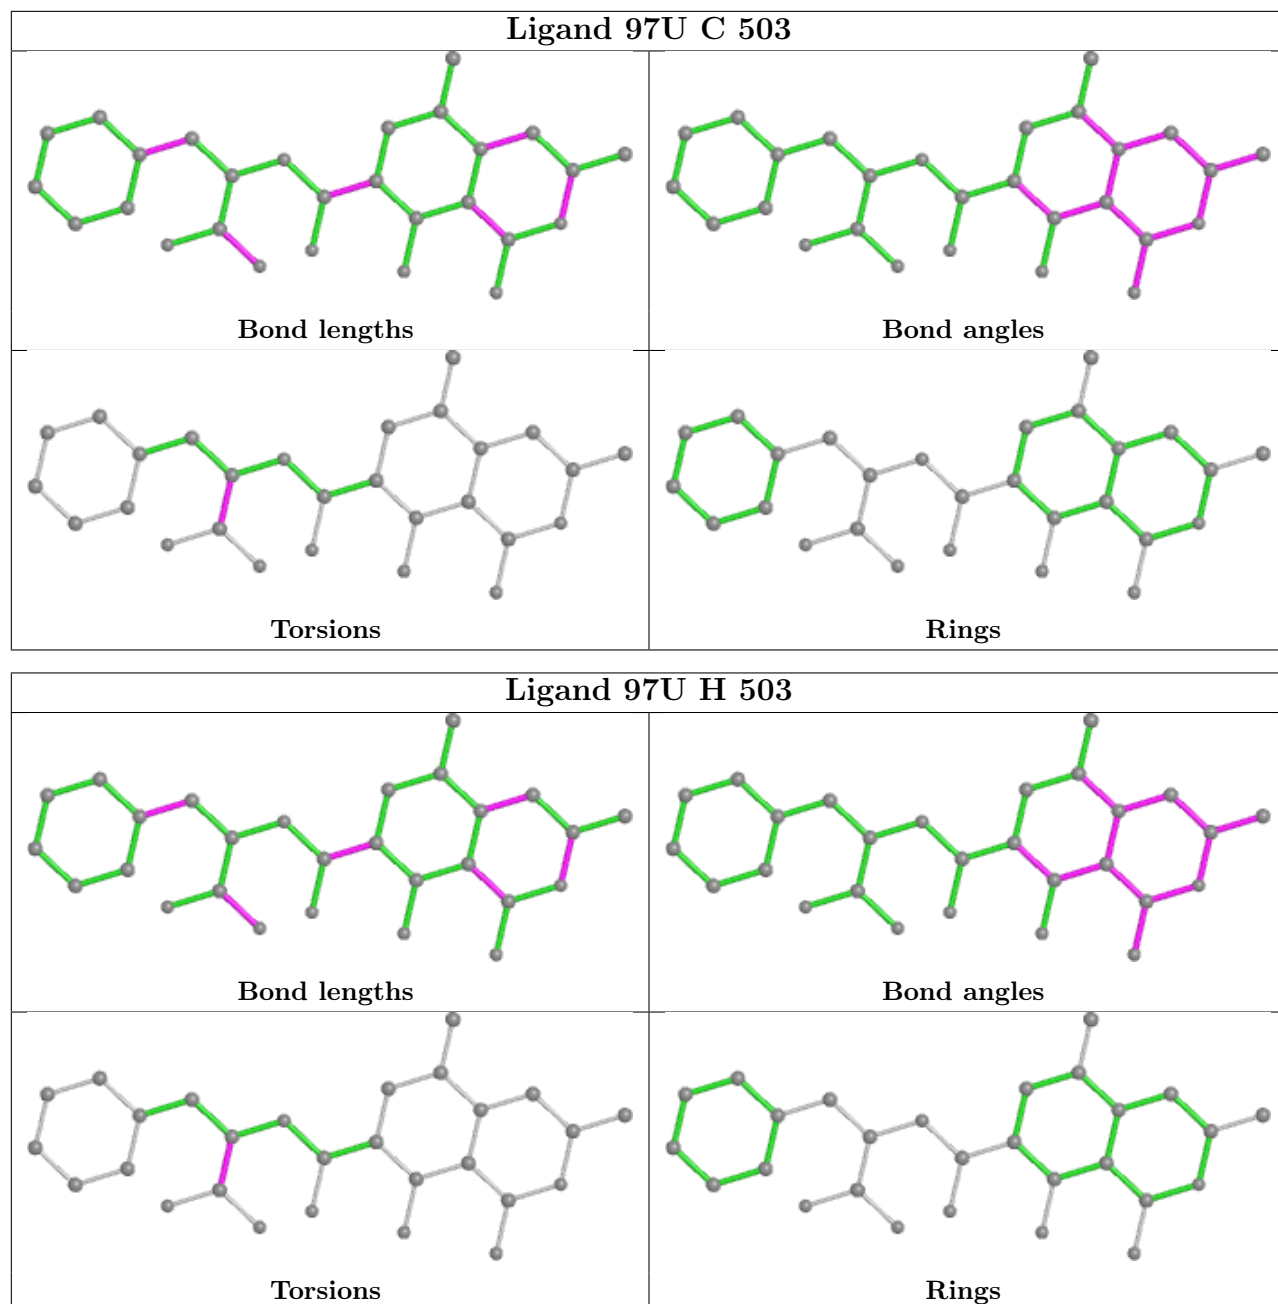 Ligand 97U C 503
Bond lengths
Bond angles
Torsions
Rings
Ligand 97U H 503
Bond lengths
Bond angles
Torsions
Rings